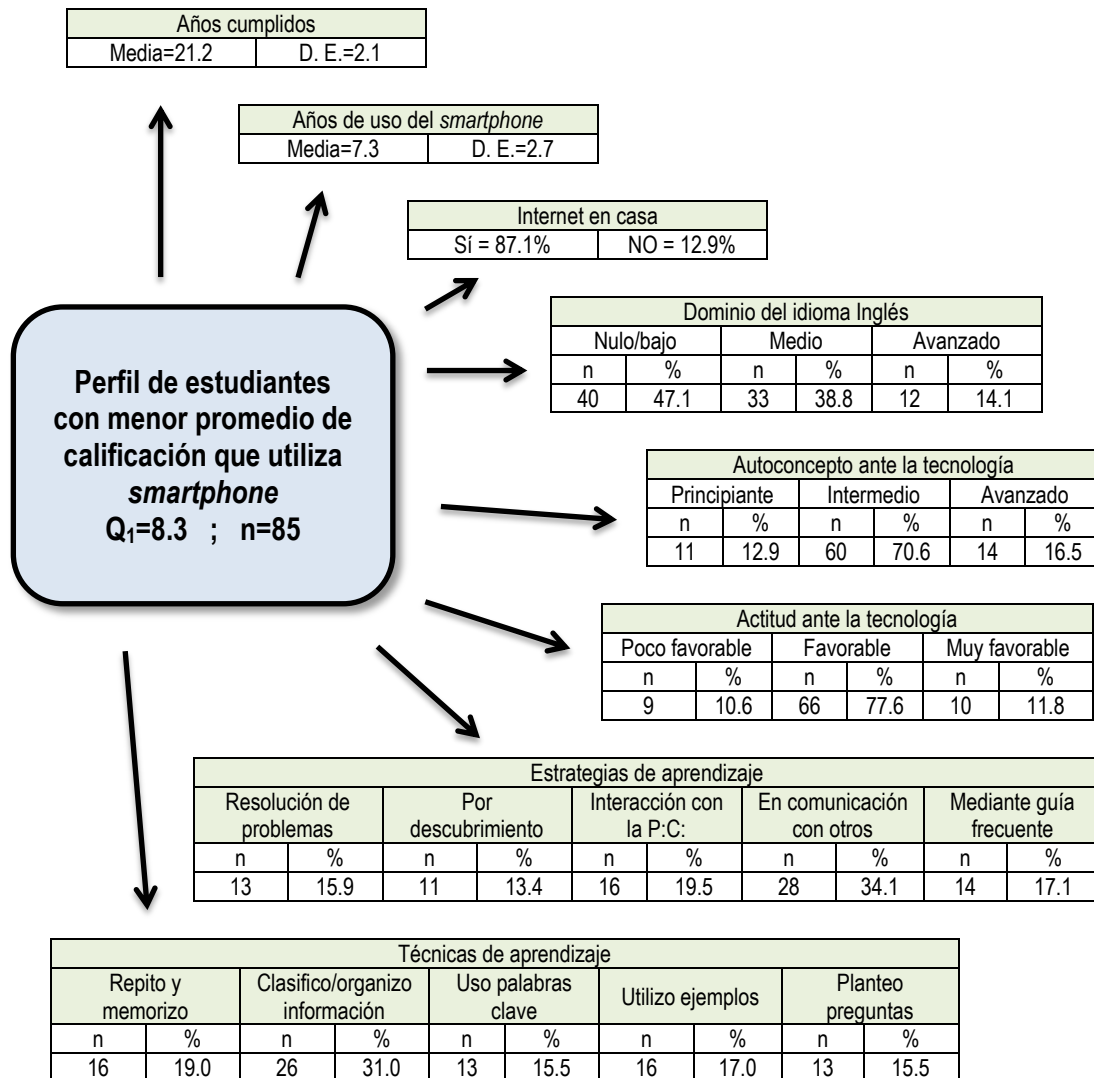 Años cumplidos
Media=21.2 D. E.=2.1
Años de uso del smartphone
Media=7.3 D. E.=2.7
Internet en casa
Sí = 87.1% NO = 12.9%
Dominio del idioma Inglés
Nulo/bajo Medio Avanzado
n % n % n %
40 47.1 33 38.8 12 14.1
Perfil de estudiantes
con menor promedio de
calificación que utiliza
smartphone
Q₁=8.3 ; n=85
Autoconcepto ante la tecnología
Principiante Intermedio Avanzado
n % n % n %
11 12.9 60 70.6 14 16.5
Actitud ante la tecnología
Poco favorable Favorable Muy favorable
n % n % n %
9 10.6 66 77.6 10 11.8
Estrategias de aprendizaje
Resolución de Por Interacción con En comunicación Mediante guía
problemas descubrimiento la P:C: con otros frecuente
n % n % n % n % n %
13 15.9 11 13.4 16 19.5 28 34.1 14 17.1
Técnicas de aprendizaje
Repito y Clasifico/organizo Uso palabras Utilizo ejemplos Planteo
memorizo información clave preguntas
n % n % n % n % n %
16 19.0 26 31.0 13 15.5 16 17.0 13 15.5